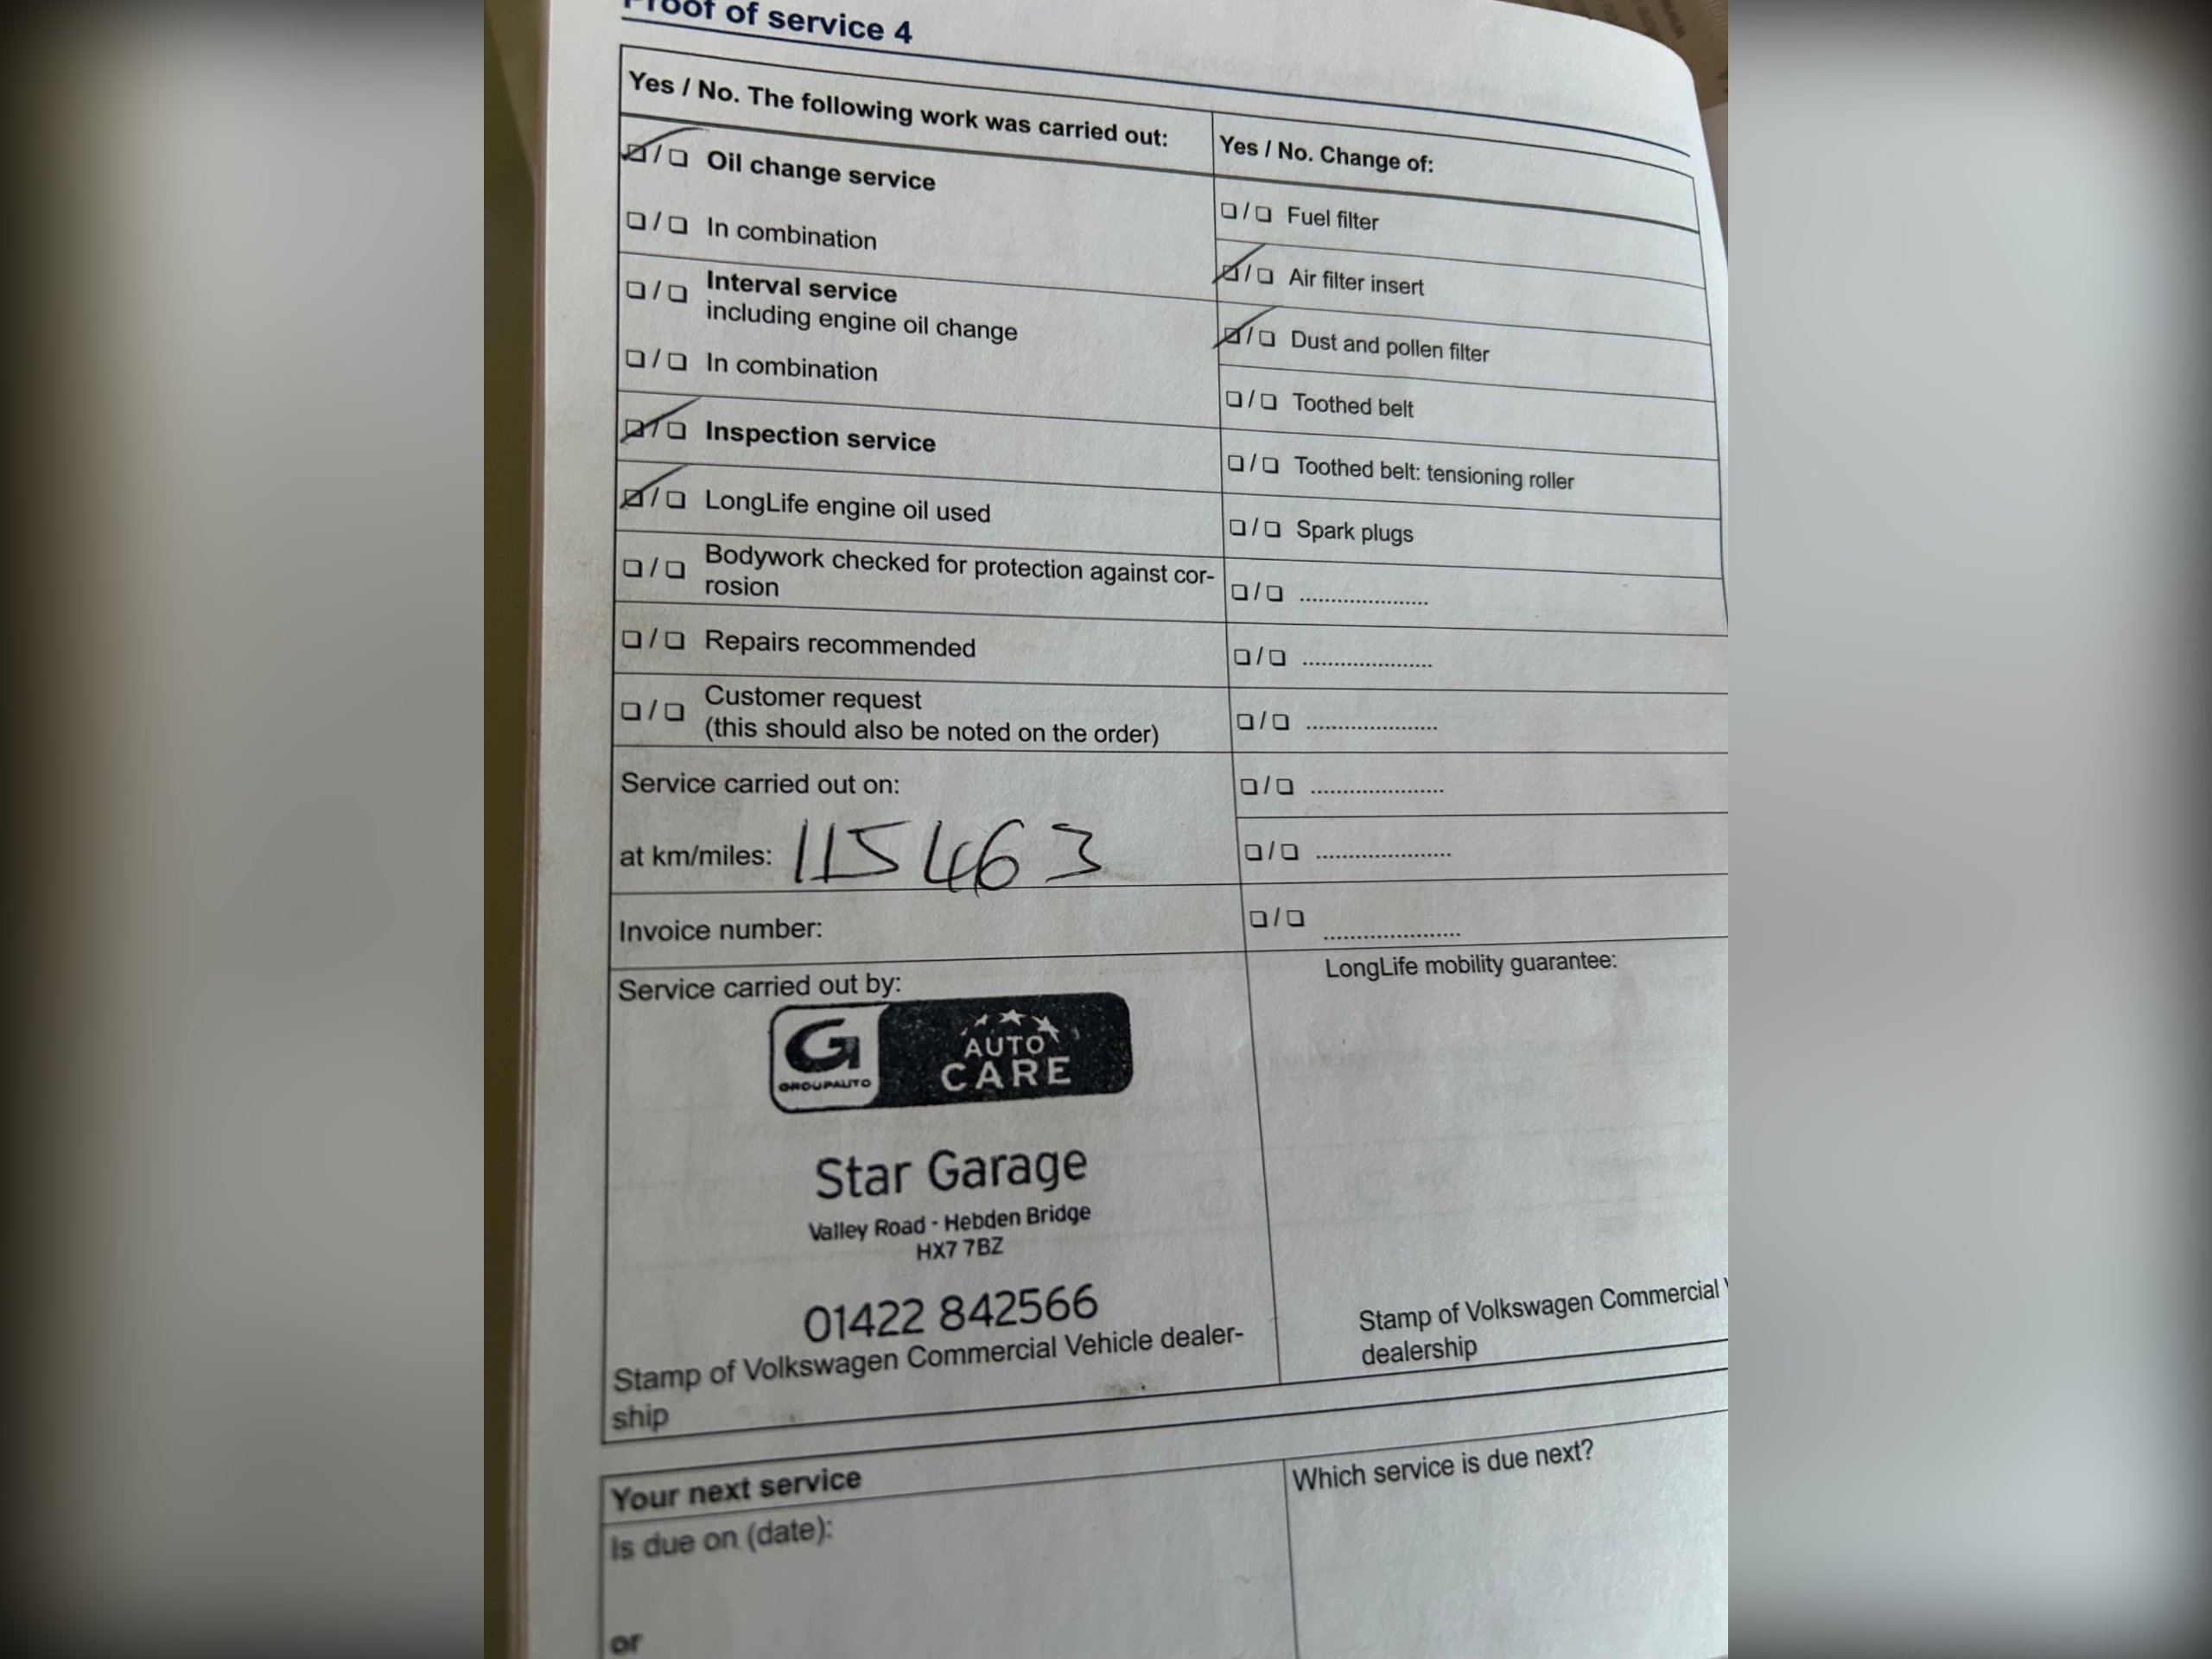 Proof of service 4
Yes / No. The following work was carried out:
❏ / ❏ Oil change service
❏ / ❏ In combination
❏ / ❏ Interval service
including engine oil change
❏ / ❏ In combination
❏ / ❏ Inspection service
❏ / ❏ LongLife engine oil used
❏ / ❏ Bodywork checked for protection against cor-
rosion
❏ / ❏ Repairs recommended
❏ / ❏ Customer request
(this should also be noted on the order)
Service carried out on:
at km/miles: 115463
Invoice number:
Service carried out by:
G
GROUPAUTO
AUTO
CARE
Star Garage
Valley Road - Hebden Bridge
HX7 7BZ
01422 842566
Stamp of Volkswagen Commercial Vehicle dealer-
ship
Yes / No. Change of:
❏ / ❏ Fuel filter
❏ / ❏ Air filter insert
❏ / ❏ Dust and pollen filter
❏ / ❏ Toothed belt
❏ / ❏ Toothed belt: tensioning roller
❏ / ❏ Spark plugs
❏ / ❏ .....................
❏ / ❏ .....................
❏ / ❏ .....................
❏ / ❏ .....................
❏ / ❏ .....................
❏ / ❏ .....................
LongLife mobility guarantee:
Stamp of Volkswagen Commercial
dealership
Your next service
Is due on (date):
or
Which service is due next?